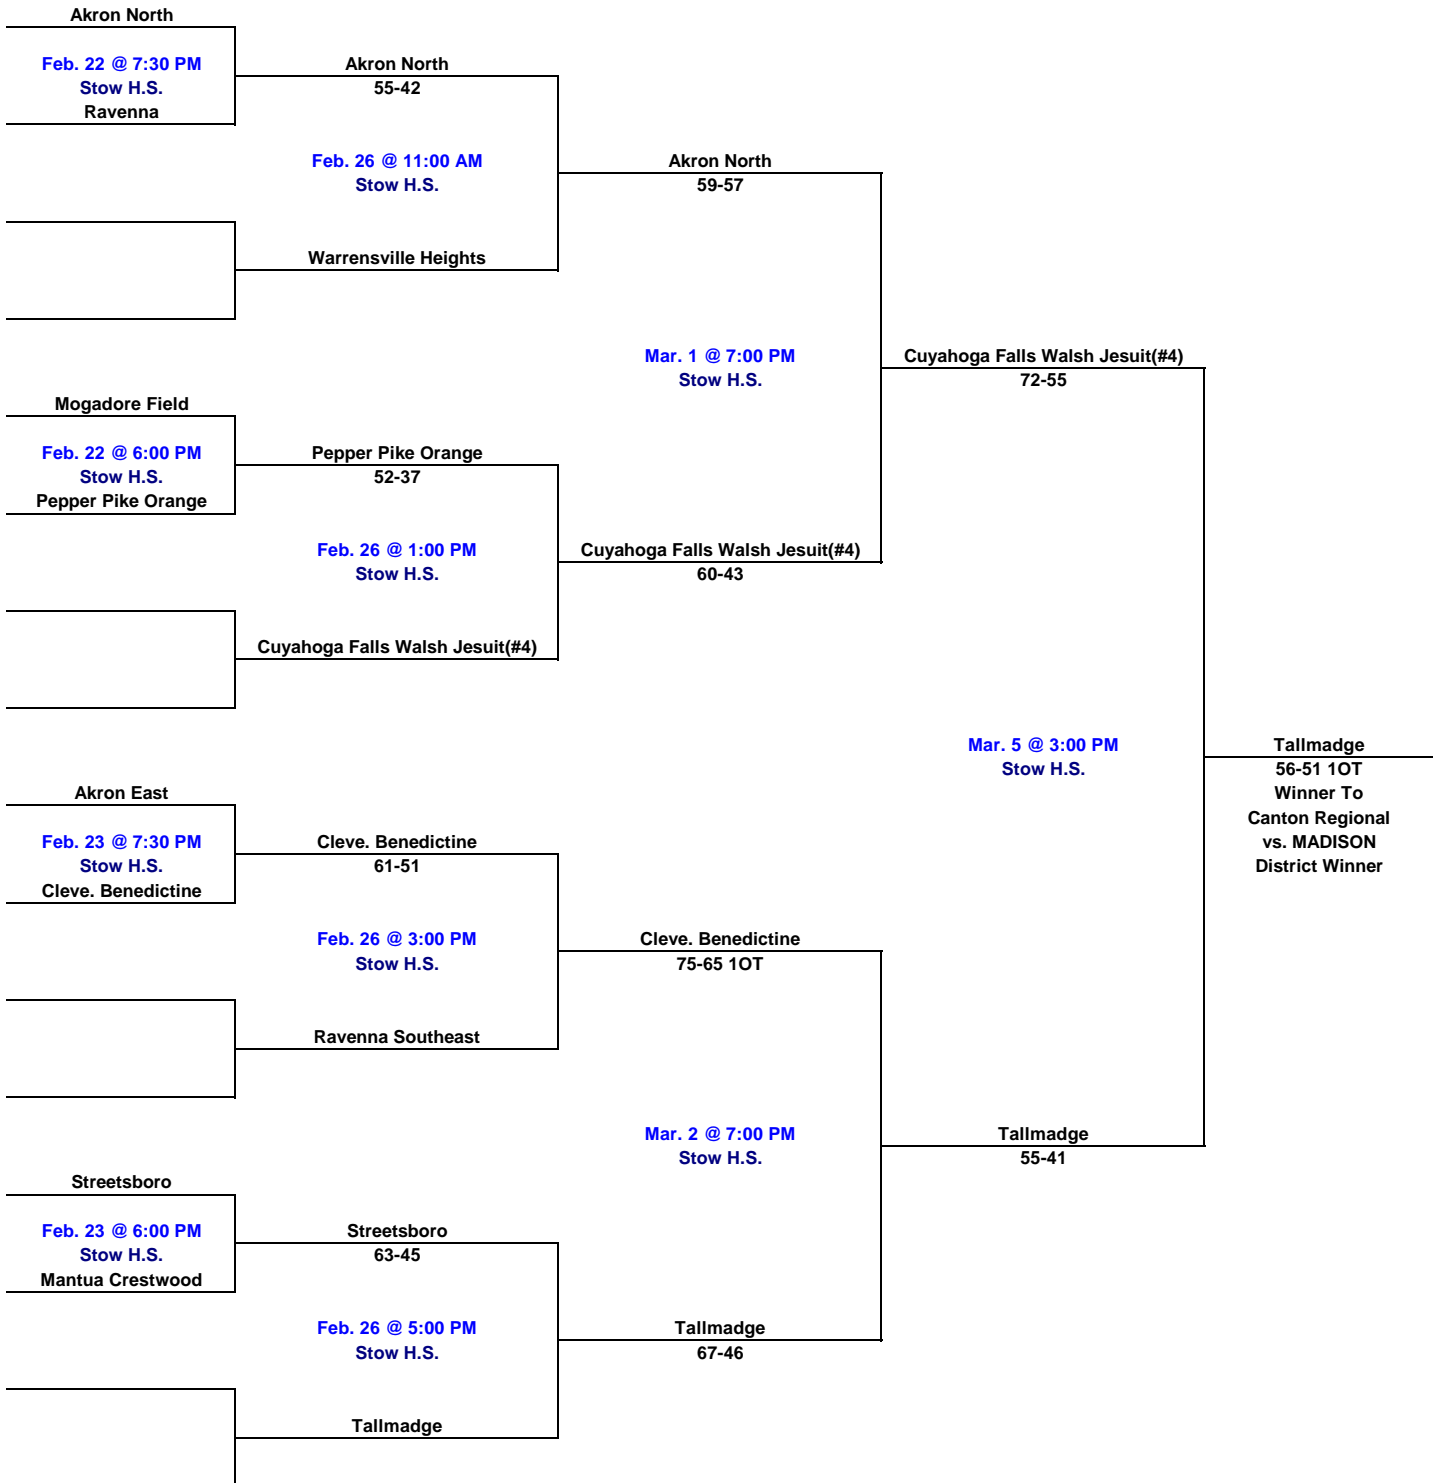 Akron North
Feb. 22 @ 7:30 PM
Stow H.S.
Ravenna
Akron North
55-42
Feb. 26 @ 11:00 AM
Stow H.S.
Warrensville Heights
Akron North
59-57
Mogadore Field
Feb. 22 @ 6:00 PM
Stow H.S.
Pepper Pike Orange
Pepper Pike Orange
52-37
Feb. 26 @ 1:00 PM
Stow H.S.
Cuyahoga Falls Walsh Jesuit(#4)
Cuyahoga Falls Walsh Jesuit(#4)
60-43
Mar. 1 @ 7:00 PM
Stow H.S.
Cuyahoga Falls Walsh Jesuit(#4)
72-55
Akron East
Feb. 23 @ 7:30 PM
Stow H.S.
Cleve. Benedictine
Cleve. Benedictine
61-51
Feb. 26 @ 3:00 PM
Stow H.S.
Ravenna Southeast
Cleve. Benedictine
75-65 1OT
Streetsboro
Feb. 23 @ 6:00 PM
Stow H.S.
Mantua Crestwood
Streetsboro
63-45
Feb. 26 @ 5:00 PM
Stow H.S.
Tallmadge
Tallmadge
67-46
Mar. 2 @ 7:00 PM
Stow H.S.
Tallmadge
55-41
Mar. 5 @ 3:00 PM
Stow H.S.
Tallmadge
56-51 1OT
Winner To
Canton Regional
vs. MADISON
District Winner